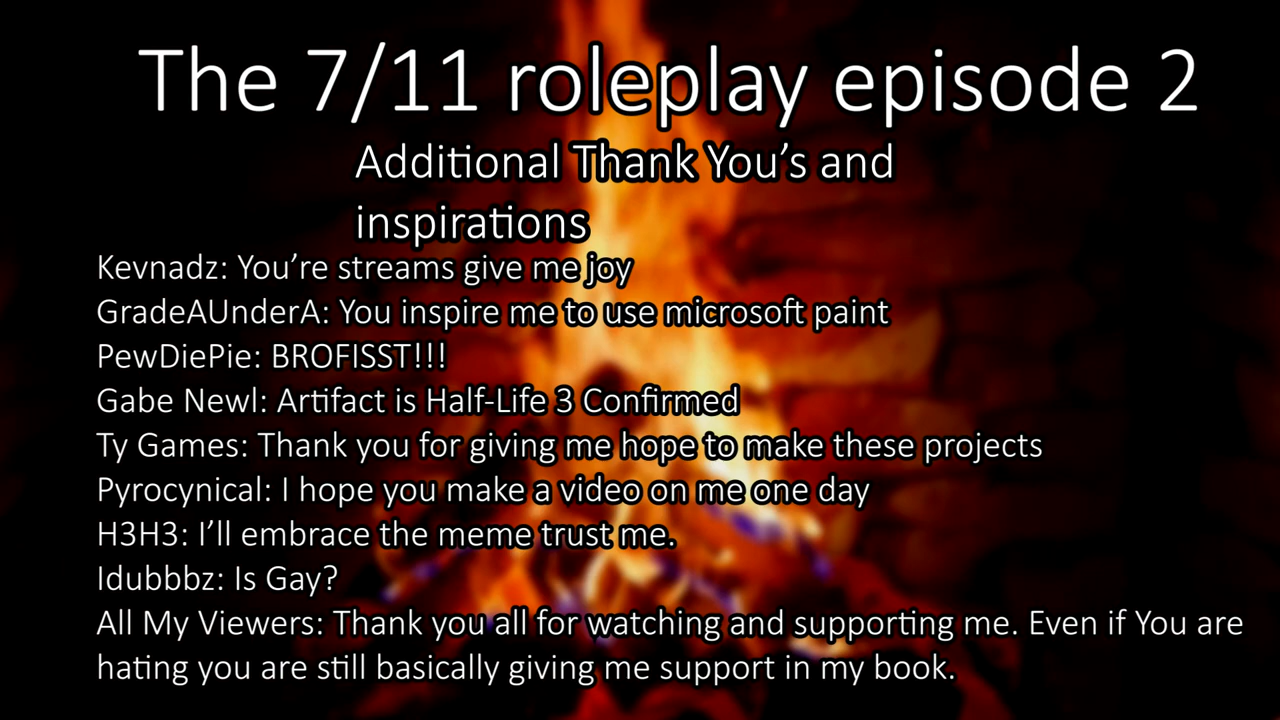 The 7/11 roleplay episode 2
Additional Thank You’s and
inspirations
Kevnadz: You’re streams give me joy
GradeAUnderA: You inspire me to use microsoft paint
PewDiePie: BROFISST!!!
Gabe Newl: Artifact is Half-Life 3 Confirmed
Ty Games: Thank you for giving me hope to make these projects
Pyrocynical: I hope you make a video on me one day
H3H3: I’ll embrace the meme trust me.
Idubbbz: Is Gay?
All My Viewers: Thank you all for watching and supporting me. Even if You are
hating you are still basically giving me support in my book.